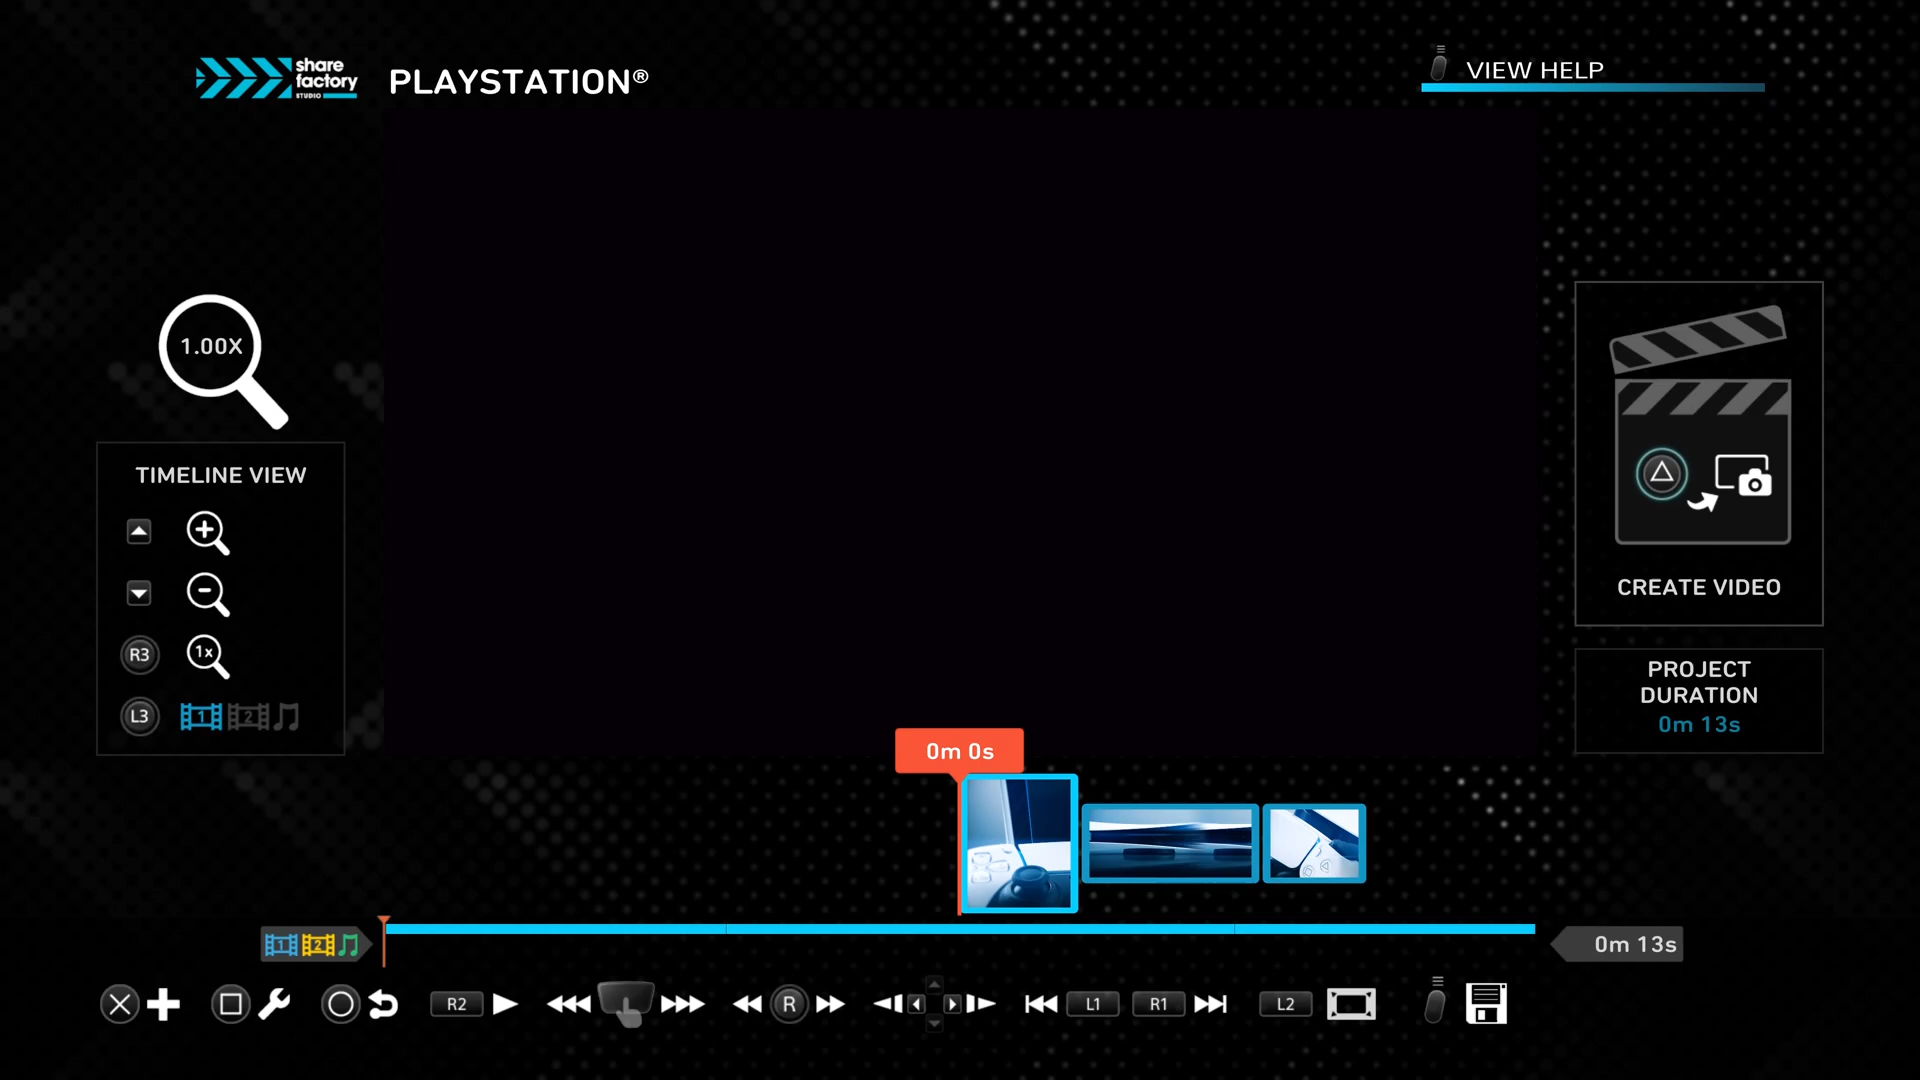 share
factory
STUDIO
PLAYSTATION®
VIEW HELP
1.00X
TIMELINE VIEW
R3
1x
L3
1 2
CREATE VIDEO
PROJECT
DURATION
0m 13s
0m 0s
1 2
0m 13s
R2
R
L1
R1
L2